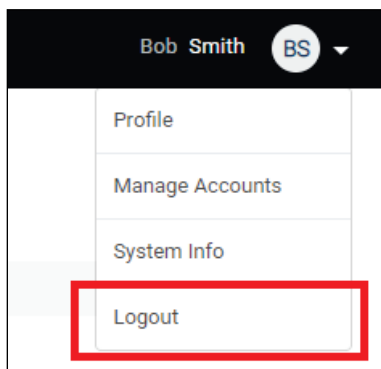 Bob Smith BS
Profile
Manage Accounts
System Info
Logout